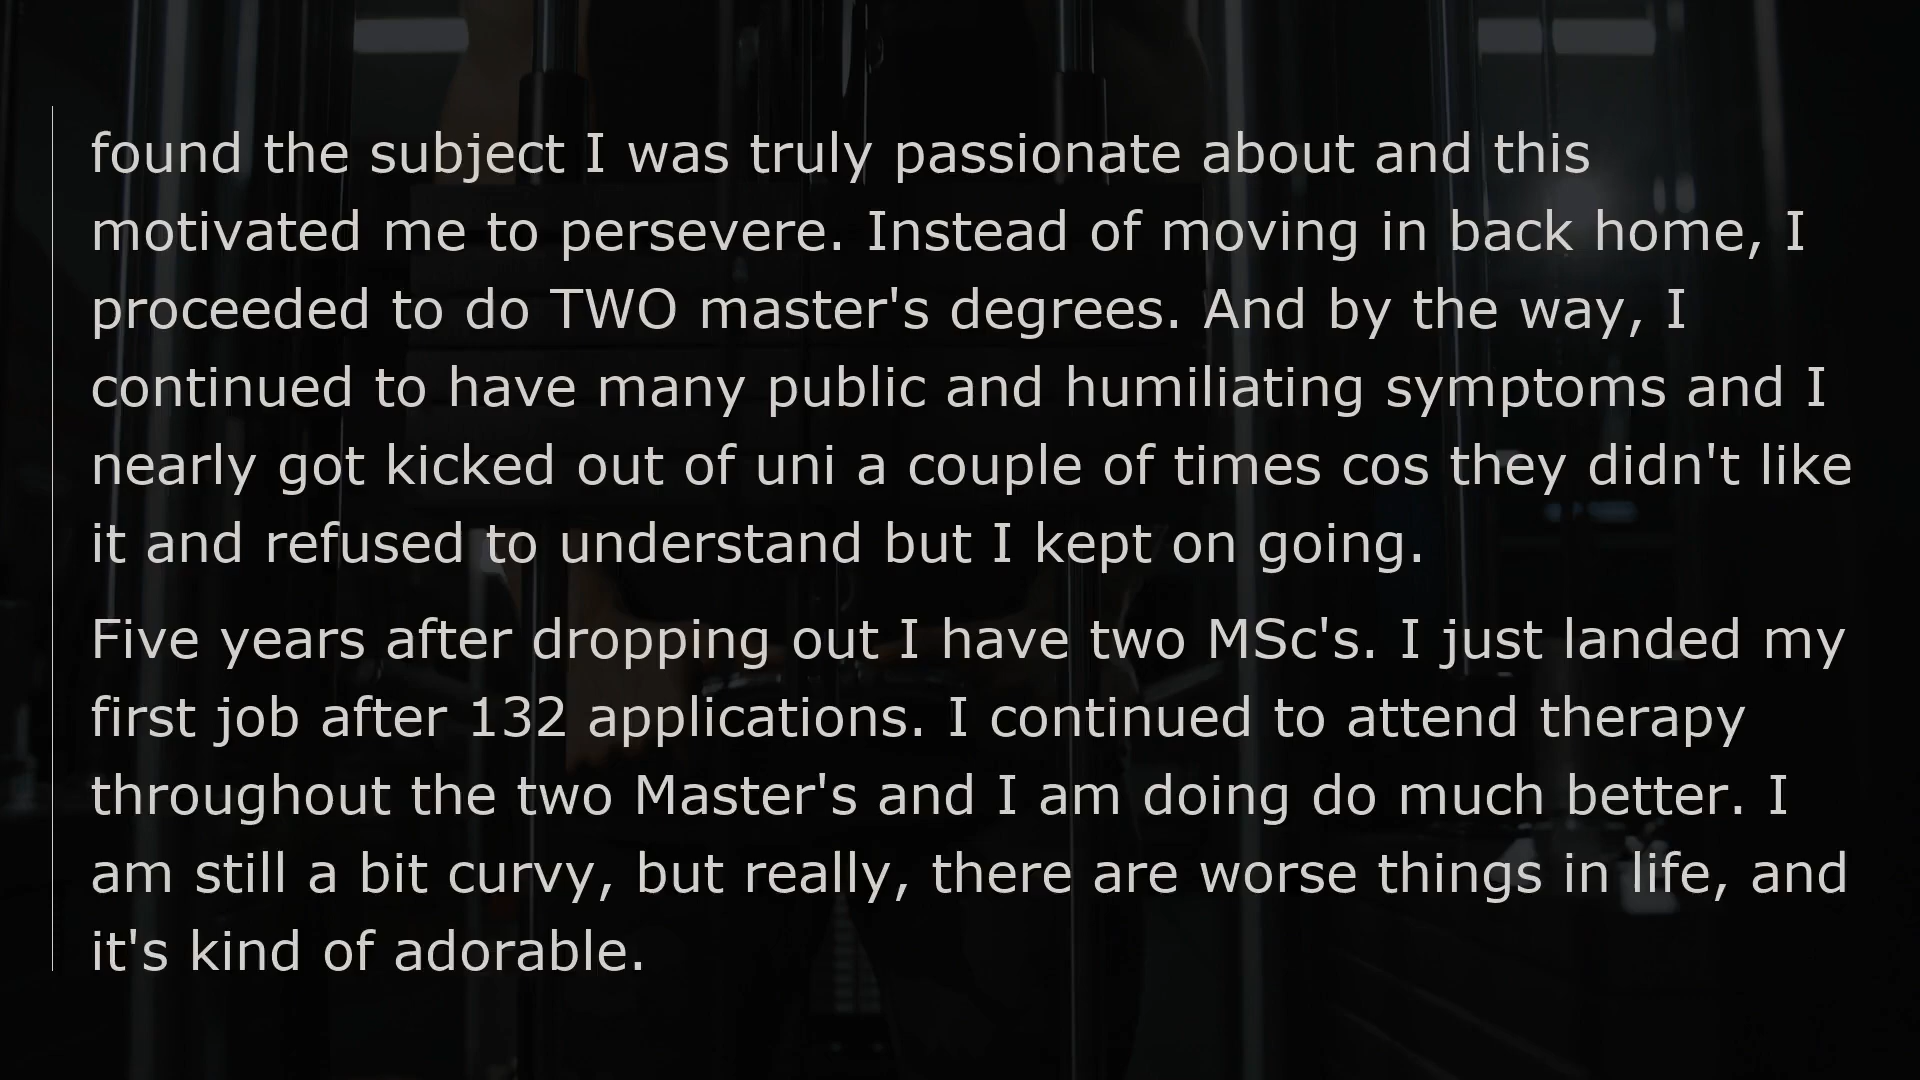 found the subject I was truly passionate about and this
motivated me to persevere. Instead of moving in back home, I
proceeded to do TWO master's degrees. And by the way, I
continued to have many public and humiliating symptoms and I
nearly got kicked out of uni a couple of times cos they didn't like
it and refused to understand but I kept on going.
Five years after dropping out I have two MSc's. I just landed my
first job after 132 applications. I continued to attend therapy
throughout the two Master's and I am doing do much better. I
am still a bit curvy, but really, there are worse things in life, and
it's kind of adorable.